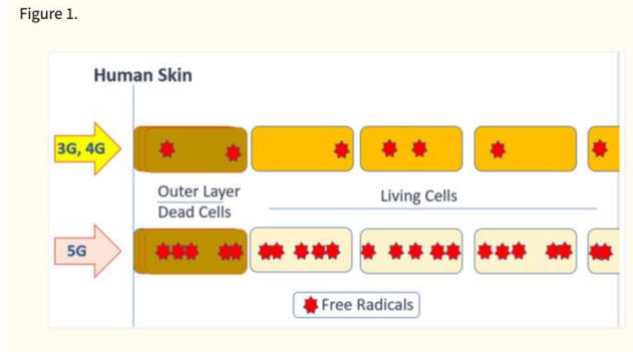 Figure 1.
Human Skin
3G, 4G
Outer Layer
Dead Cells
Living Cells
5G
Free Radicals